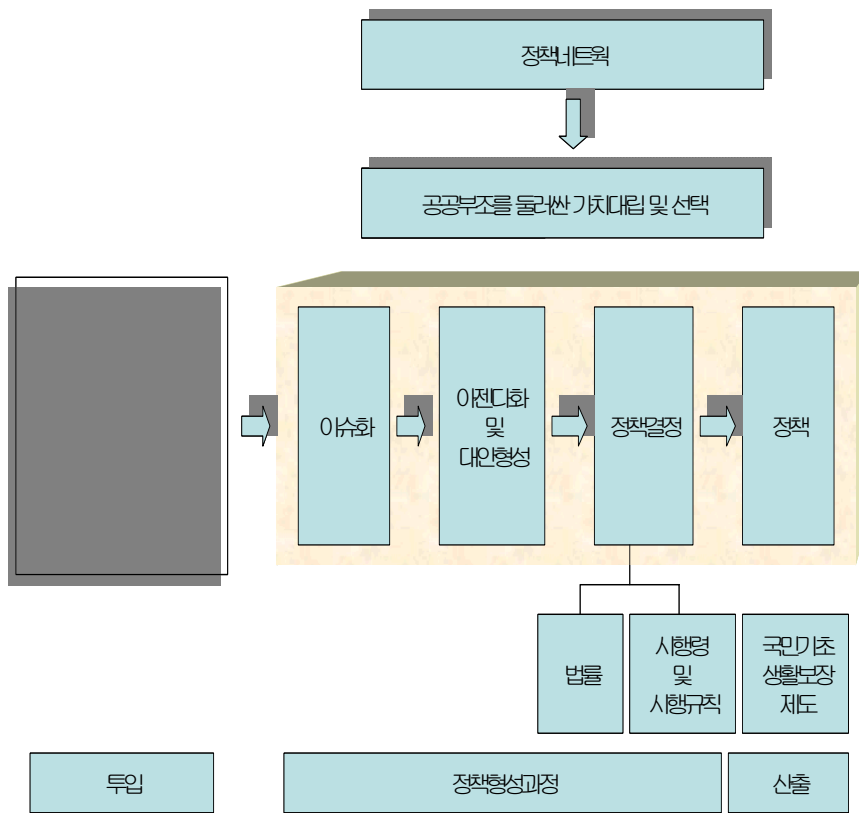 정책네트웍
공공부조를 둘러싼 가치대립 및 선택
이슈화
아젠다화
및
대안형성
정책결정
정책
법률
시행령
및
시행규칙
국민기초
생활보장
제도
투입
정책형성과정
산출